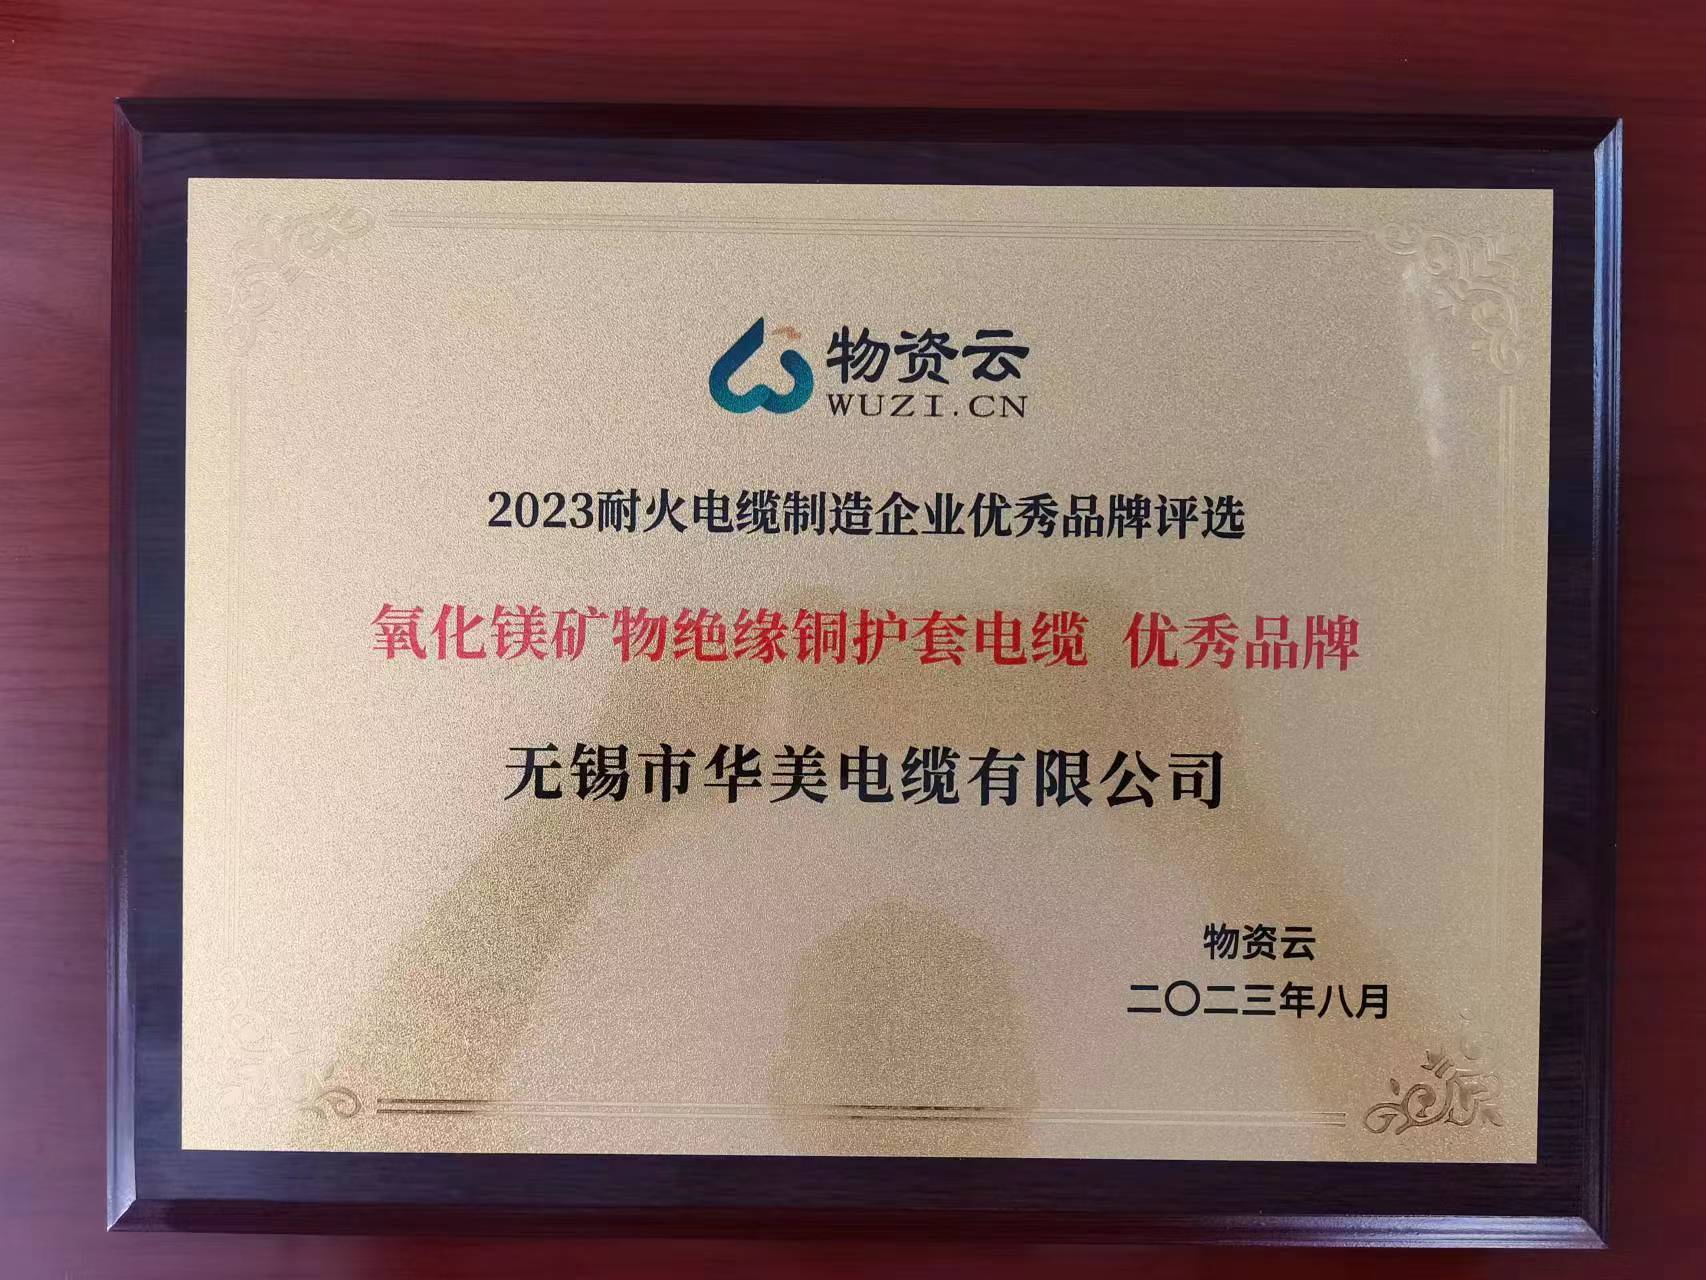 物资云
WUZI.CN
2023耐火电缆制造企业优秀品牌评选
氧化镁矿物绝缘铜护套电缆 优秀品牌
无锡市华美电缆有限公司
物资云
二〇二三年八月